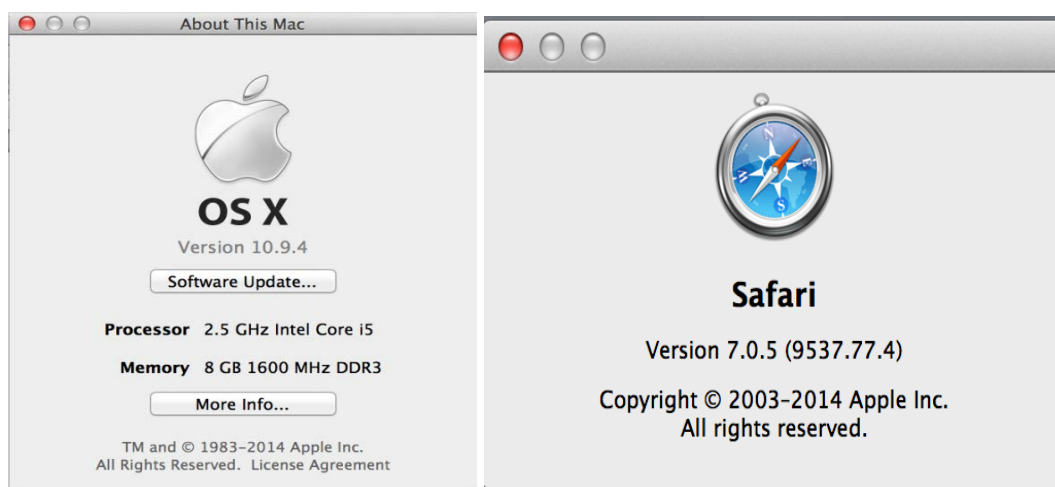 About This Mac
OS X
Version 10.9.4
Software Update...
Processor 2.5 GHz Intel Core i5
Memory 8 GB 1600 MHz DDR3
More Info...
TM and © 1983–2014 Apple Inc.
All Rights Reserved. License Agreement
N
E
W
S
Safari
Version 7.0.5 (9537.77.4)
Copyright © 2003–2014 Apple Inc.
All rights reserved.